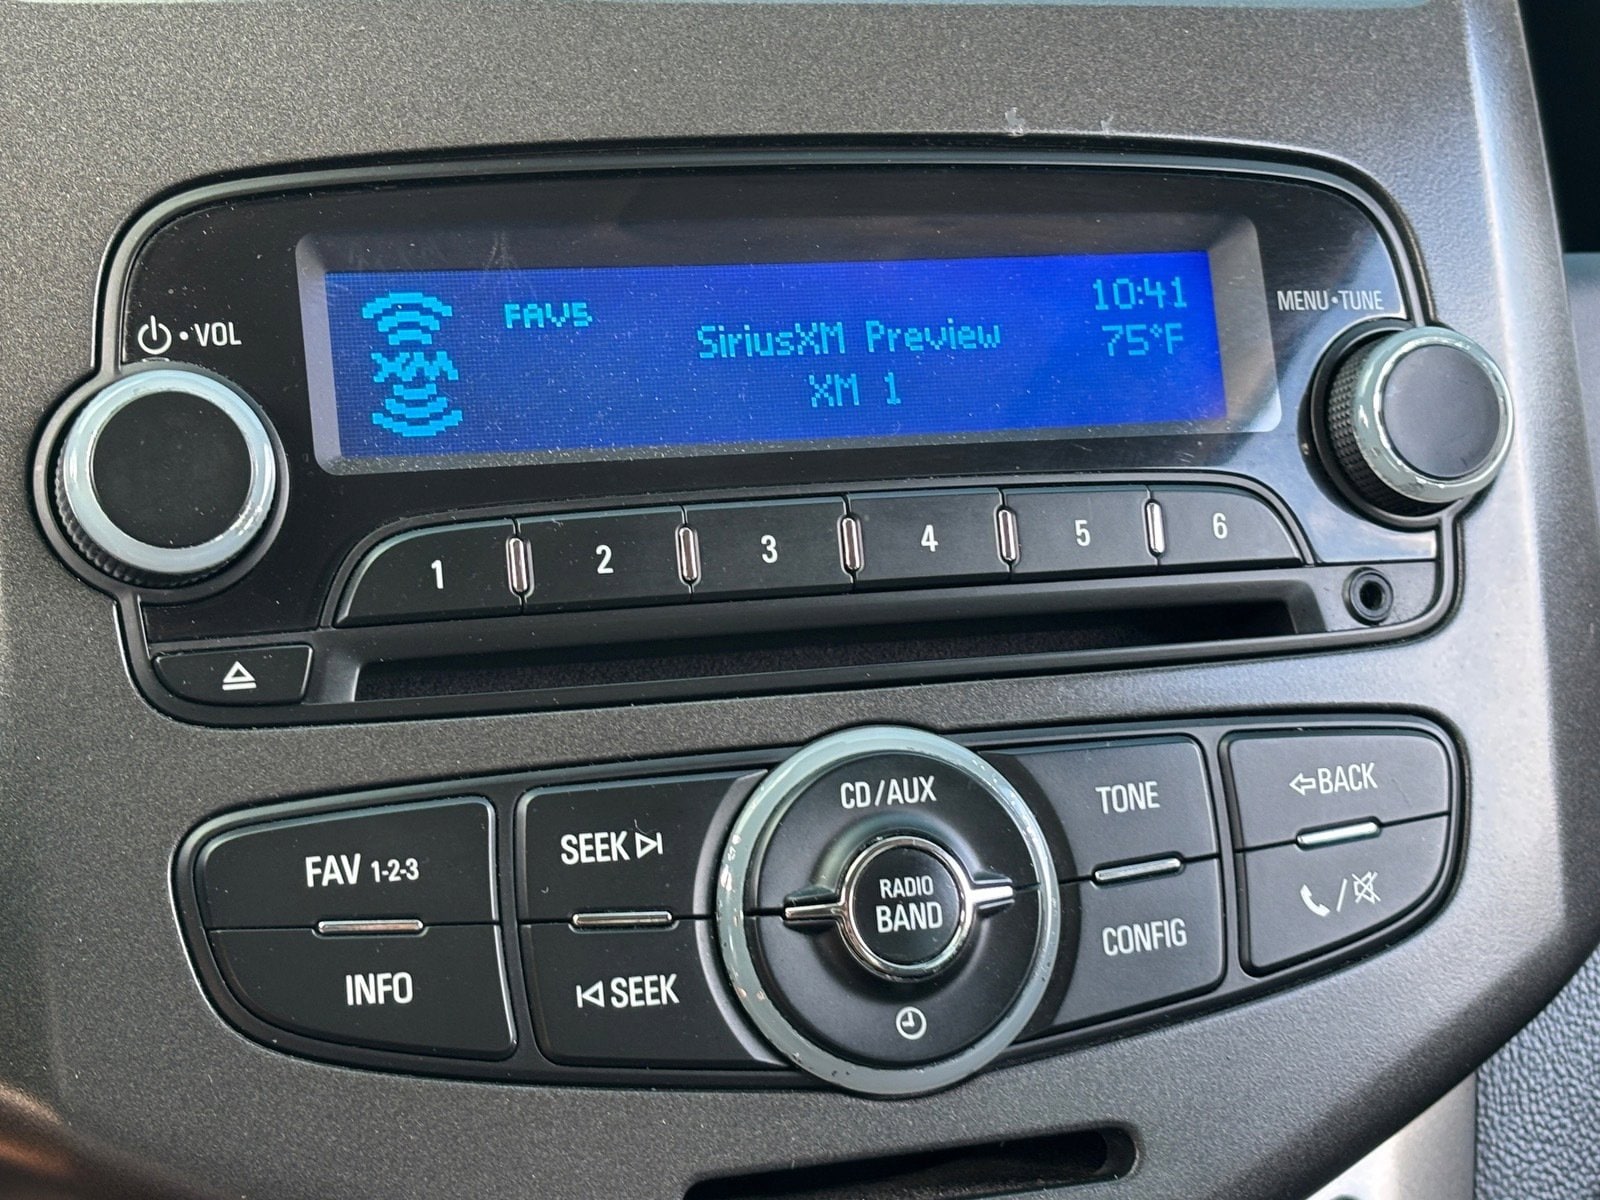 VOL
XM
FAV5
SiriusXM Preview
XM 1
10:41
75°F
MENU•TUNE
1
2
3
4
5
6
FAV 1-2-3
INFO
SEEK
SEEK
CD/AUX
RADIO
BAND
TONE
CONFIG
BACK
/